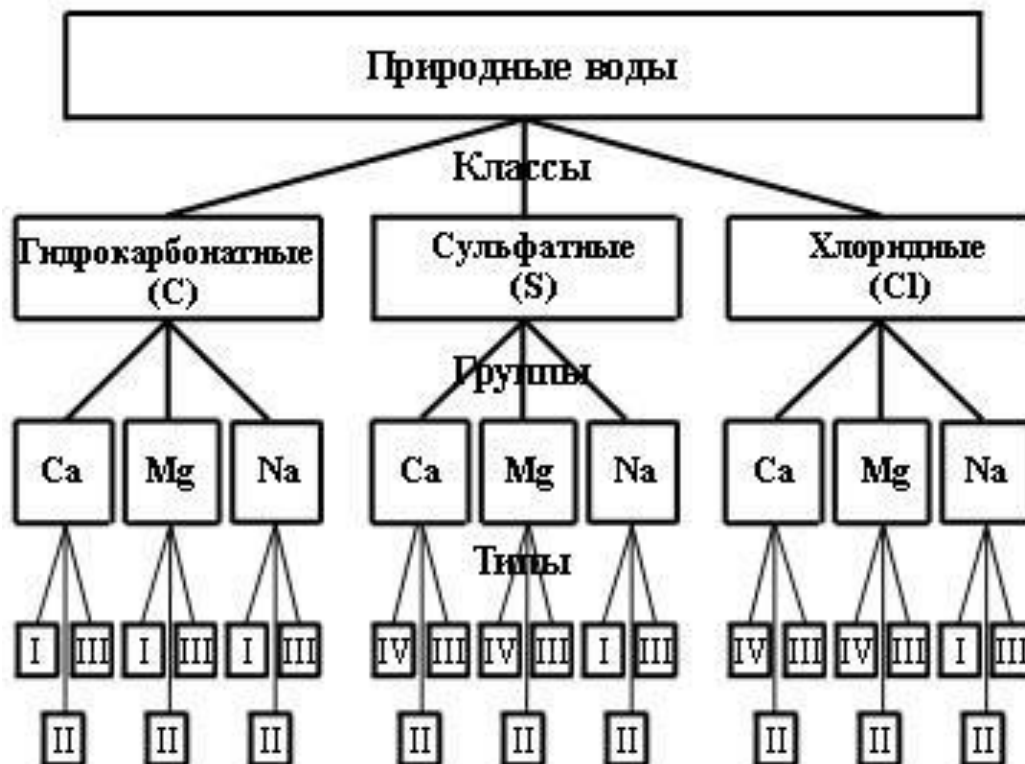 Природные воды
Классы
Гидрокарбонатные
(C)
Сульфатные
(S)
Хлоридные
(Cl)
Группы
Ca Mg Na Ca Mg Na Ca Mg Na
Типы
I III I III I III IV III IV III I III IV III IV III I III
II II II II II II II II II